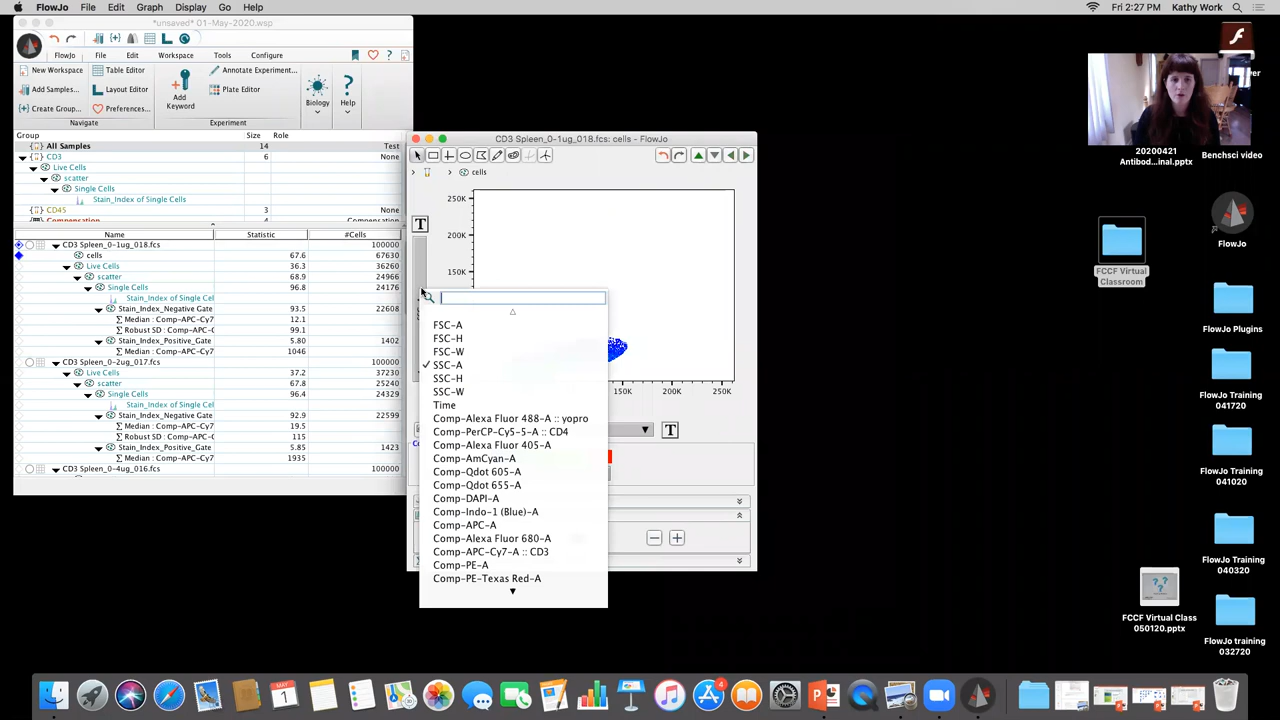 FlowJo File Edit Graph Display Go Help Fri 2:27 PM Kathy Work
*unsaved* 01-May-2020.wsp
FlowJo File Edit Workspace Tools Configure
New Workspace Table Editor Annotate Experiment...
Add Samples... Layout Editor Add Keyword Plate Editor Biology Help
Create Group... Preferences...
Navigate Experiment
Group Size Role
All Samples 14 Test
CD3 6 None
Live Cells
scatter
Single Cells
Stain_Index of Single Cells
CD45 3 None
Compensation 4 Compensation
Name Statistic #Cells
CD3 Spleen_0-1ug_018.fcs 100000
cells 67.6 67630
Live Cells 36.3 36260
scatter 68.9 24966
Single Cells 96.8 24176
Stain_Index of Single Cel
Stain_Index_Negative Gate 93.5 22608
Median : Comp-APC-Cy7 12.1
Robust SD : Comp-APC-C 99.1
Stain_Index_Positive_Gate 5.80 1402
Median : Comp-APC-Cy7 1046
CD3 Spleen_0-2ug_017.fcs 100000
Live Cells 37.2 37230
scatter 67.8 25240
Single Cells 96.4 24329
Stain_Index of Single Cel
Stain_Index_Negative Gate 92.9 22599
Median : Comp-APC-Cy7 19.5
Robust SD : Comp-APC-C 115
Stain_Index_Positive_Gate 5.85 1423
Median : Comp-APC-Cy7 1935
CD3 Spleen_0-4ug_016.fcs 100000
CD3 Spleen_0-1ug_018.fcs: cells - FlowJo
cells
T
250K
200K
150K
FSC-A
FSC-H
FSC-W
SSC-A
SSC-H
SSC-W
Time
Comp-Alexa Fluor 488-A :: yopro
Comp-PerCP-Cy5-5-A :: CD4
Comp-Alexa Fluor 405-A
Comp-AmCyan-A
Comp-Qdot 605-A
Comp-Qdot 655-A
Comp-DAPI-A
Comp-Indo-1 (Blue)-A
Comp-APC-A
Comp-Alexa Fluor 680-A
Comp-APC-Cy7-A :: CD3
Comp-PE-A
Comp-PE-Texas Red-A
150K 200K 250K
T
20200421
Antibod...inal.pptx
Benchsci video
FCCF Virtual
Classroom
FlowJo
FlowJo Plugins
FlowJo Training
041720
FlowJo Training
041020
FlowJo Training
040320
FCCF Virtual Class
050120.pptx
FlowJo training
032720
MAY
1
4